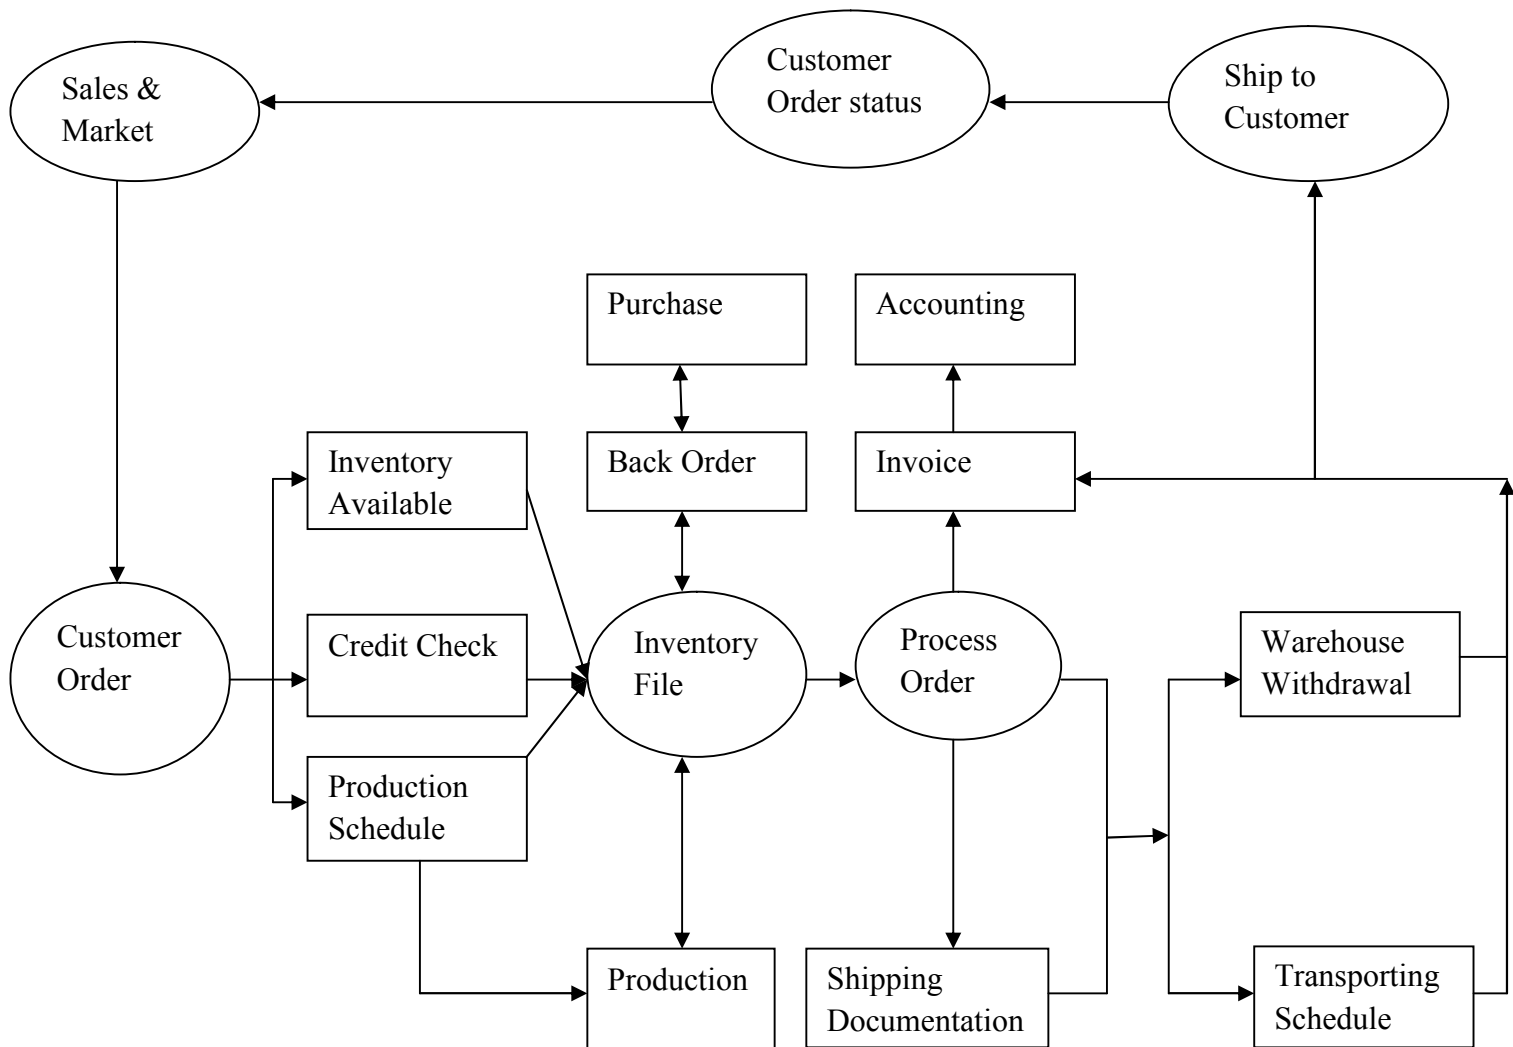 Sales &
Market
Customer
Order status
Ship to
Customer
Purchase
Accounting
Inventory
Available
Back Order
Invoice
Customer
Order
Credit Check
Inventory
File
Process
Order
Warehouse
Withdrawal
Production
Schedule
Production
Shipping
Documentation
Transporting
Schedule